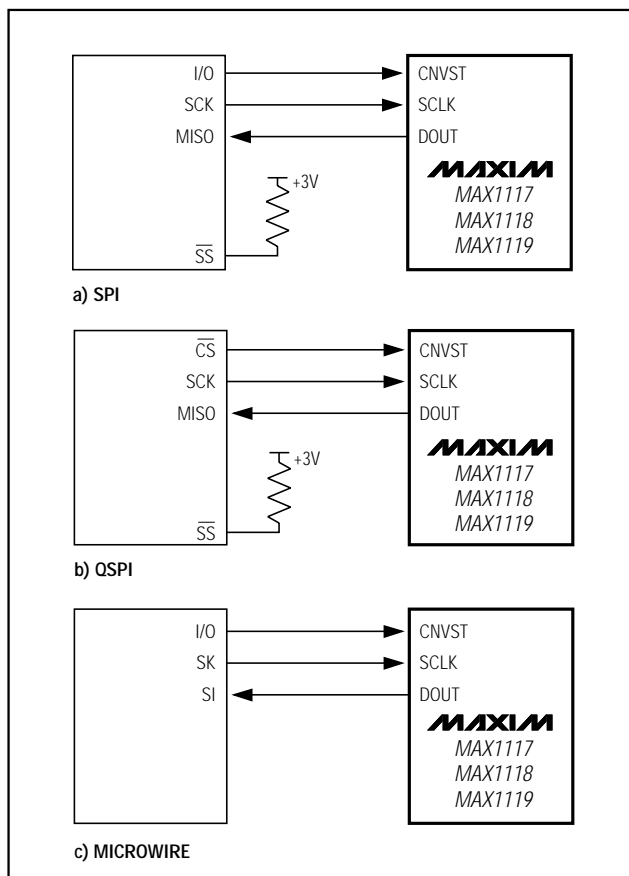 I/O CNVST
SCK SCLK
MISO DOUT
MAXIM
+3V
MAX1117
MAX1118
MAX1119
SS
a) SPI
CS CNVST
SCK SCLK
MISO DOUT
MAXIM
+3V
MAX1117
MAX1118
MAX1119
SS
b) QSPI
I/O CNVST
SK SCLK
SI DOUT
MAXIM
MAX1117
MAX1118
MAX1119
c) MICROWIRE